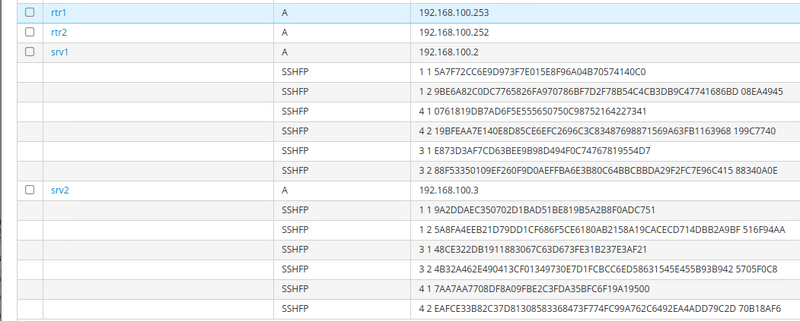 rtr1 A 192.168.100.253
rtr2 A 192.168.100.252
srv1 A 192.168.100.2
SSHFP 1 1 5A7F72CC6E9D973F7E015E8F96A04B70574140C0
SSHFP 1 2 9BE6A82C0DC7765826FA970786BF7D2F78B54C4CB3DB9C47741686BD 08EA4945
SSHFP 4 1 0761819DB7AD6F5E555650750C98752164227341
SSHFP 4 2 19BFEAA7E140E8D85CE6EFC2696C3C83487698871569A63FB1163968 199C7740
SSHFP 3 1 E873D3AF7CD63BEE9B98D494F0C74767819554D7
SSHFP 3 2 88F53350109EF260F9D0AEFFBA6E3B80C64BBCBBDA29F2FC7E96C415 88340A0E
srv2 A 192.168.100.3
SSHFP 1 1 9A2DDAEC350702D1BAD51BE819B5A2B8F0ADC751
SSHFP 1 2 5A8FA4EEB21D79DD1CF686F5CE6180AB2158A19CACECD714DBB2A9BF 516F94AA
SSHFP 3 1 48CE322DB1911883067C63D673FE31B237E3AF21
SSHFP 3 2 4B32A462E490413CF01349730E7D1FCBCC6ED58631545E455B93B942 5705F0C8
SSHFP 4 1 7AA7AA7708DF8A09FBE2C3FDA35BFC6F19A19500
SSHFP 4 2 EAFCE33B82C37D81308583368473F774FC99A762C6492EA4ADD79C2D 70B18AF6